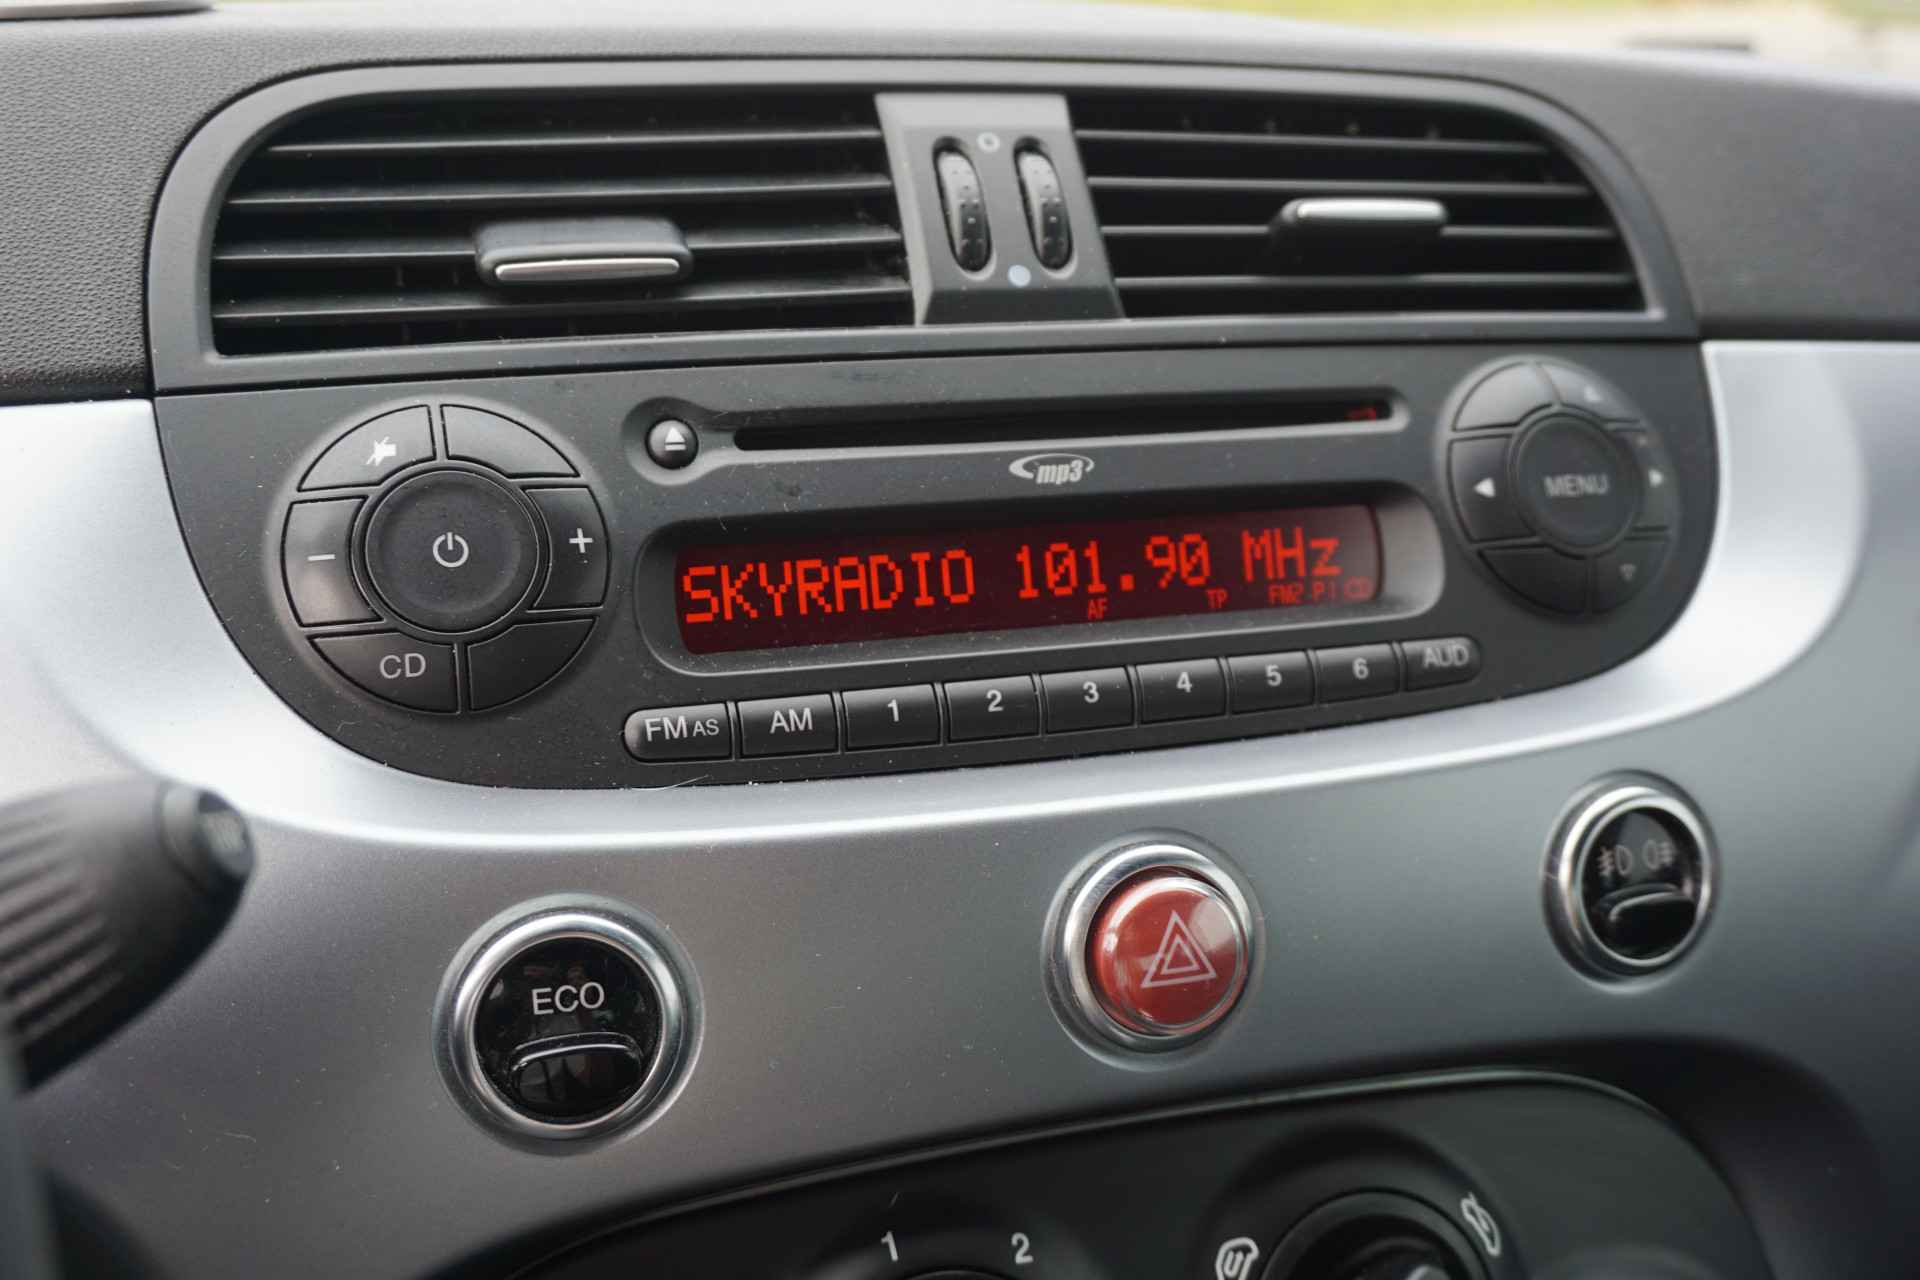 mp3
MENU
SKYRADIO 101.90 MHz
AF TP FM2-P1 CD
CD
FM AS AM 1 2 3 4 5 6 AUD
ECO
1 2